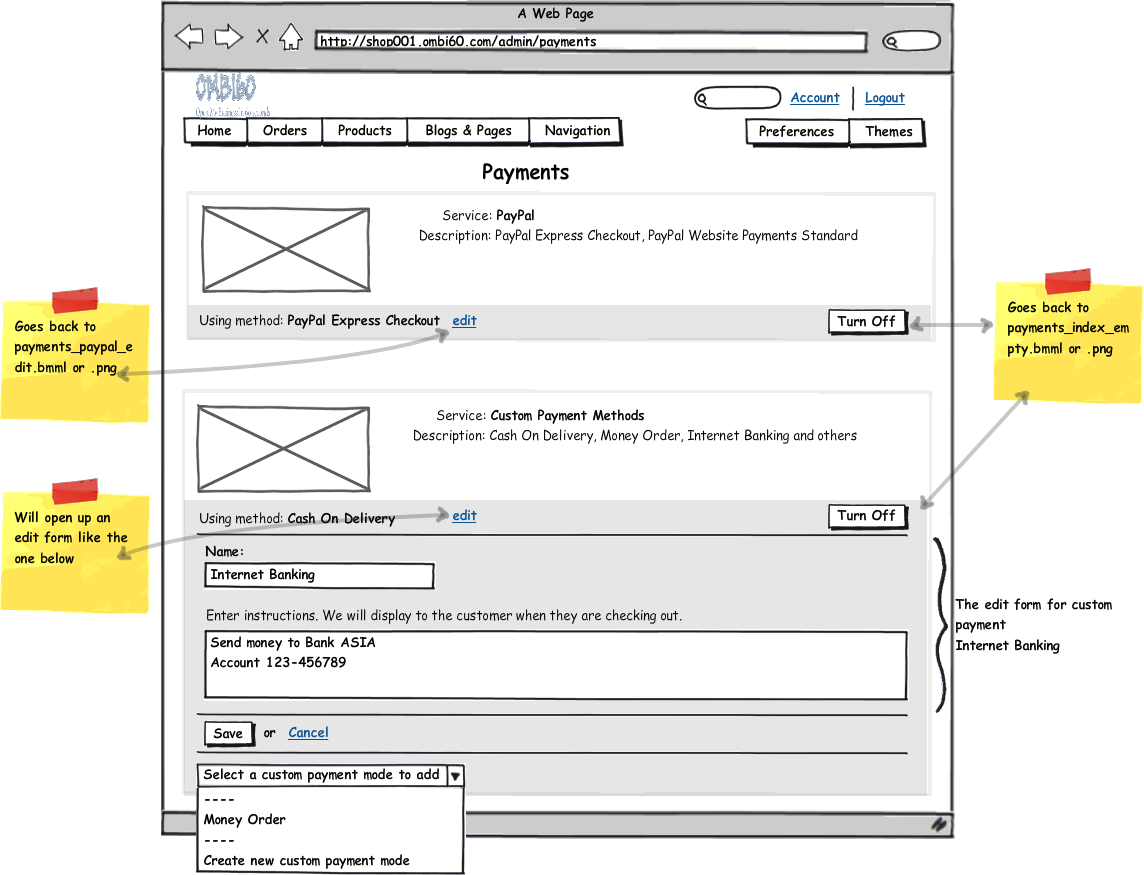 A Web Page
http://shop001.ombi60.com/admin/payments
OMBI60
Account
Logout
Home
Orders
Products
Blogs & Pages
Navigation
Preferences
Themes
Payments
Service: PayPal
Description: PayPal Express Checkout, PayPal Website Payments Standard
Using method: PayPal Express Checkout edit
Turn Off
Goes back to
payments_paypal_e
dit.bmml or .png
Goes back to
payments_index_em
pty.bmml or .png
Service: Custom Payment Methods
Description: Cash On Delivery, Money Order, Internet Banking and others
Using method: Cash On Delivery edit
Turn Off
Will open up an
edit form like the
one below
Name:
Internet Banking
Enter instructions. We will display to the customer when they are checking out.
Send money to Bank ASIA
Account 123-456789
The edit form for custom
payment
Internet Banking
Save or Cancel
Select a custom payment mode to add
----
Money Order
----
Create new custom payment mode